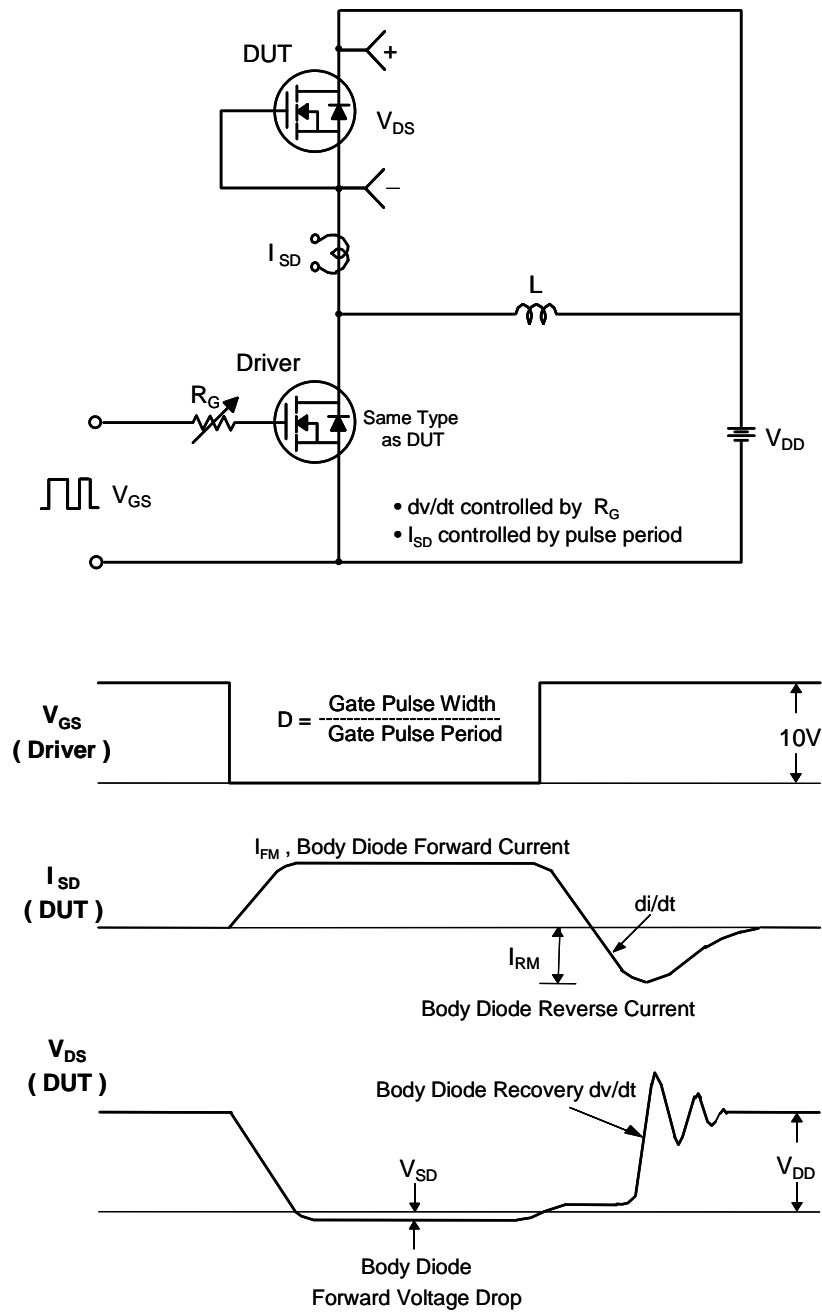 DUT
+
V_DS
−
I_SD
L
Driver
R_G
Same Type
as DUT
V_DD
V_GS
• dv/dt controlled by R_G
• I_SD controlled by pulse period
V_GS
( Driver )
D = Gate Pulse Width
Gate Pulse Period
10V
I_FM , Body Diode Forward Current
I_SD
( DUT )
di/dt
I_RM
Body Diode Reverse Current
V_DS
( DUT )
Body Diode Recovery dv/dt
V_SD
V_DD
Body Diode
Forward Voltage Drop